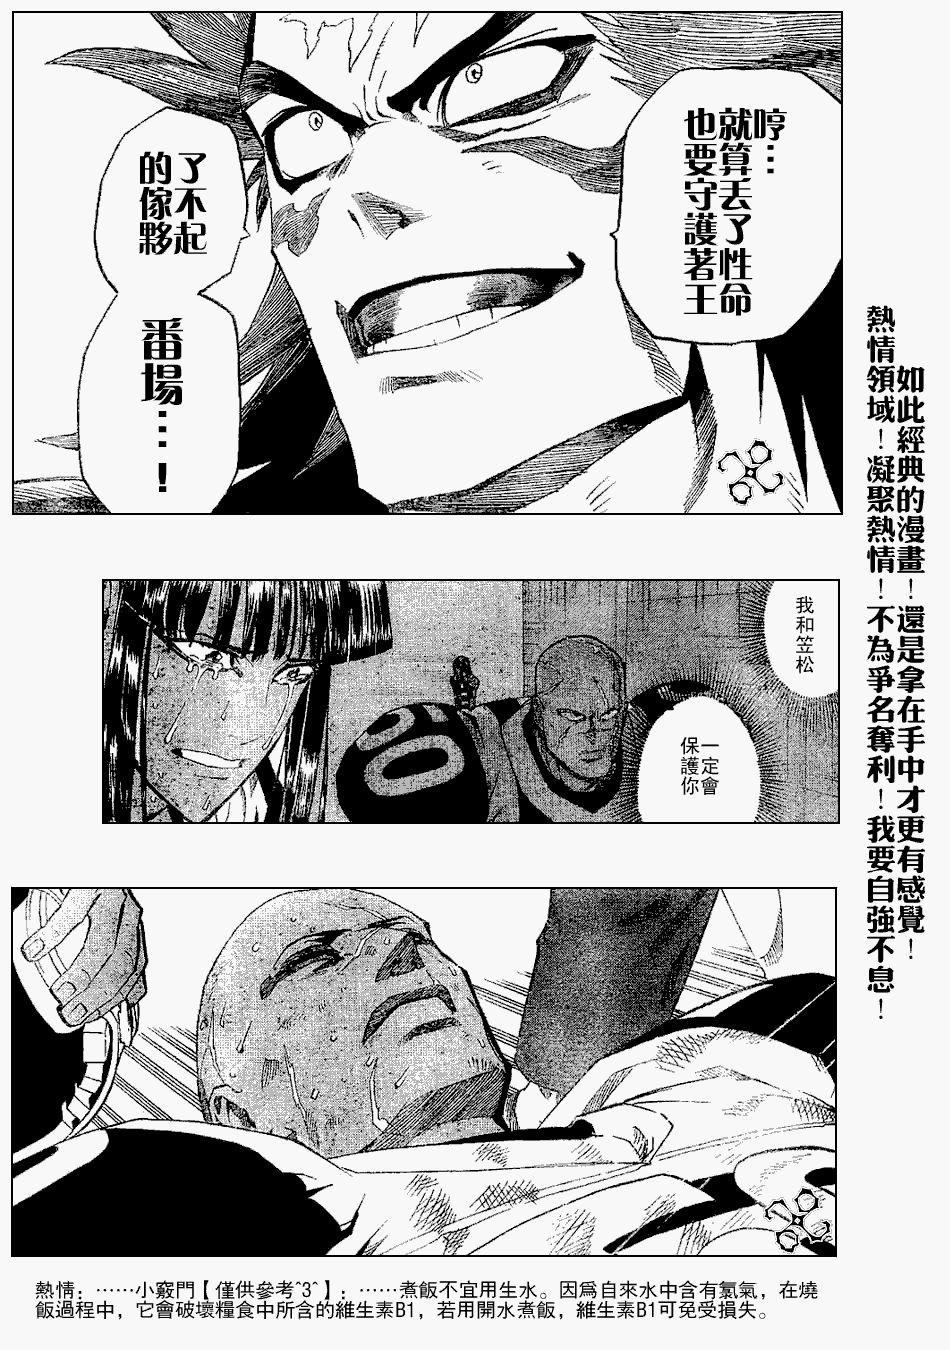 哼…
就算丟了性命
也要守護著王
了不起
的傢夥
番場…！
我和笠松
一定會
保護你
如此經典的漫畫！還是拿在手中才更有感覺！
熱情領域！凝聚熱情！不為爭名奪利！我要自強不息！
熱情：……小竅門【僅供參考^3^】：……煮飯不宜用生水。因爲自來水中含有氯氣，在燒
飯過程中，它會破壞糧食中所含的維生素B1，若用開水煮飯，維生素B1可免受損失。